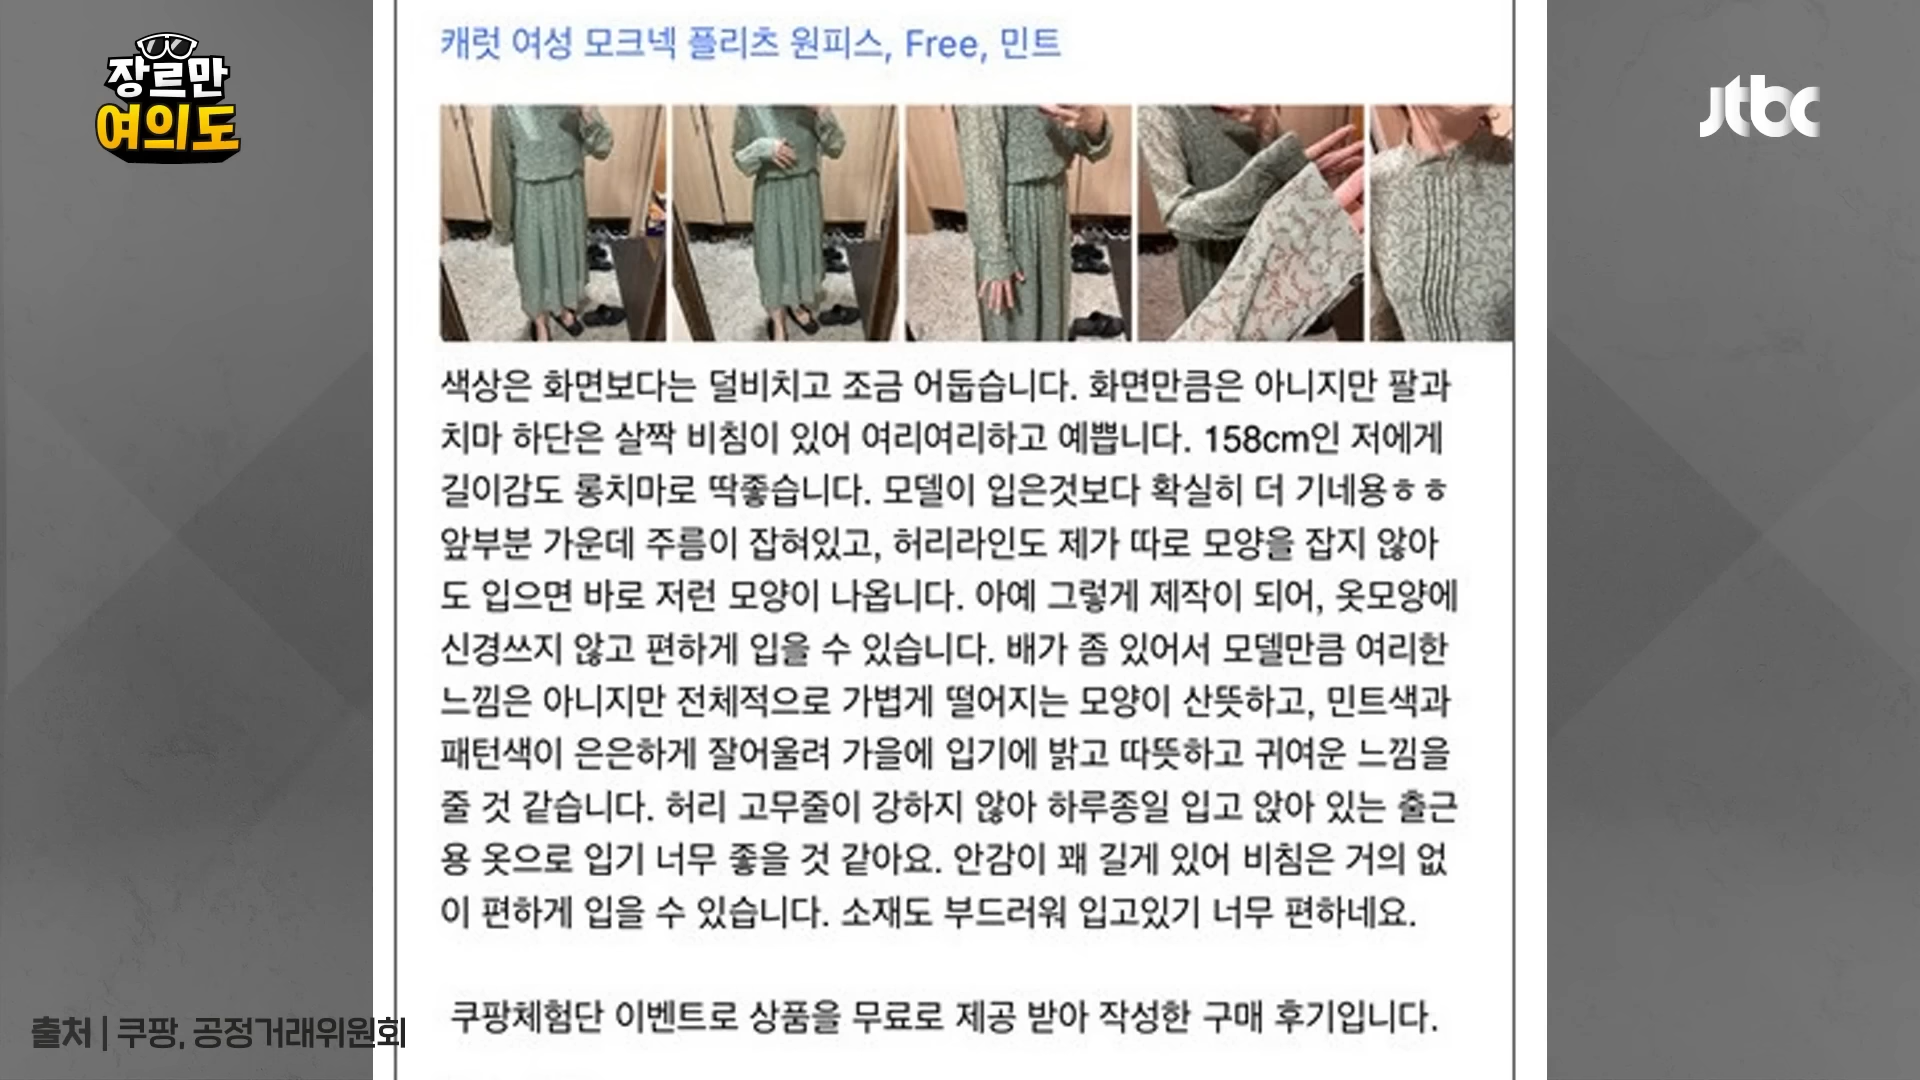 장르만
여의도
jtbc
캐럿 여성 모크넥 플리츠 원피스, Free, 민트
색상은 화면보다는 덜비치고 조금 어둡습니다. 화면만큼은 아니지만 팔과
치마 하단은 살짝 비침이 있어 여리여리하고 예쁩니다. 158cm인 저에게
길이감도 롱치마로 딱좋습니다. 모델이 입은것보다 확실히 더 기네용ㅎㅎ
앞부분 가운데 주름이 잡혀있고, 허리라인도 제가 따로 모양을 잡지 않아
도 입으면 바로 저런 모양이 나옵니다. 아예 그렇게 제작이 되어, 옷모양에
신경쓰지 않고 편하게 입을 수 있습니다. 배가 좀 있어서 모델만큼 여리한
느낌은 아니지만 전체적으로 가볍게 떨어지는 모양이 산뜻하고, 민트색과
패턴색이 은은하게 잘어울려 가을에 입기에 밝고 따뜻하고 귀여운 느낌을
줄 것 같습니다. 허리 고무줄이 강하지 않아 하루종일 입고 앉아 있는 출근
용 옷으로 입기 너무 좋을 것 같아요. 안감이 꽤 길게 있어 비침은 거의 없
이 편하게 입을 수 있습니다. 소재도 부드러워 입고있기 너무 편하네요.
쿠팡체험단 이벤트로 상품을 무료로 제공 받아 작성한 구매 후기입니다.
출처 | 쿠팡, 공정거래위원회